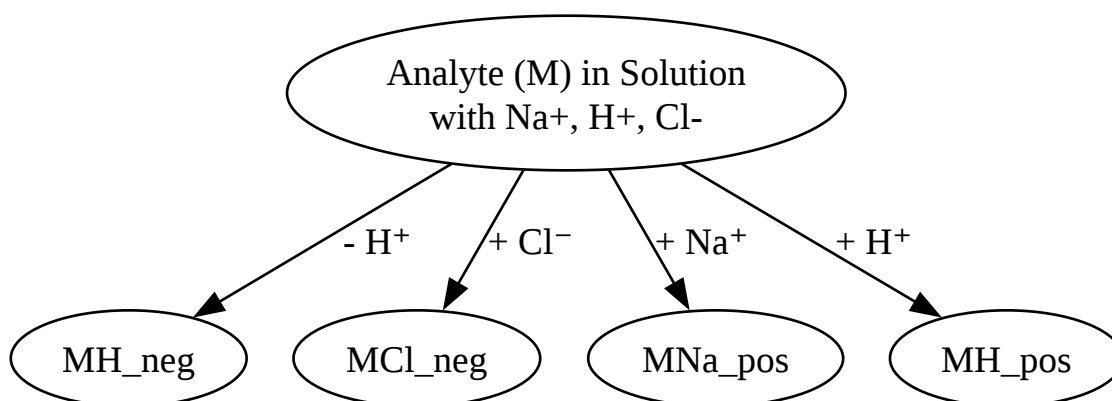 Analyte (M) in Solution
with Na+, H+, Cl-
- H⁺
+ Cl⁻
+ Na⁺
+ H⁺
MH_neg
MCl_neg
MNa_pos
MH_pos